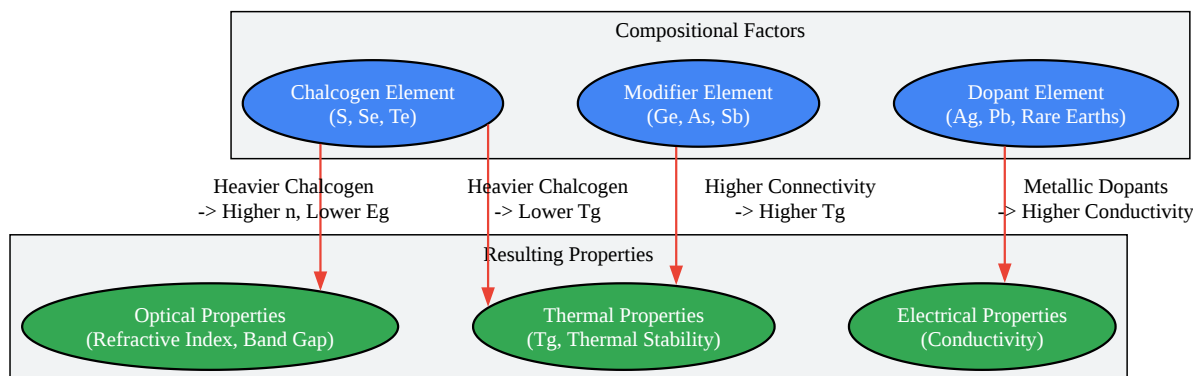 Compositional Factors
Chalcogen Element
(S, Se, Te)
Modifier Element
(Ge, As, Sb)
Dopant Element
(Ag, Pb, Rare Earths)
Heavier Chalcogen
-> Higher n, Lower Eg
Heavier Chalcogen
-> Lower Tg
Higher Connectivity
-> Higher Tg
Metallic Dopants
-> Higher Conductivity
Resulting Properties
Optical Properties
(Refractive Index, Band Gap)
Thermal Properties
(Tg, Thermal Stability)
Electrical Properties
(Conductivity)